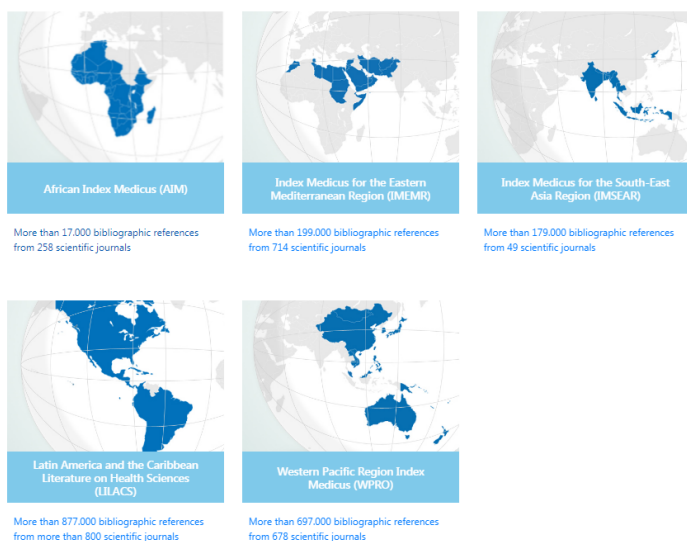 African Index Medicus (AIM)
More than 17.000 bibliographic references
from 258 scientific journals
Index Medicus for the Eastern
Mediterranean Region (IMEMR)
More than 199.000 bibliographic references
from 714 scientific journals
Index Medicus for the South-East
Asia Region (IMSEAR)
More than 179.000 bibliographic references
from 49 scientific journals
Latin America and the Caribbean
Literature on Health Sciences
(LILACS)
More than 877.000 bibliographic references
from more than 800 scientific journals
Western Pacific Region Index
Medicus (WPRO)
More than 697.000 bibliographic references
from 678 scientific journals